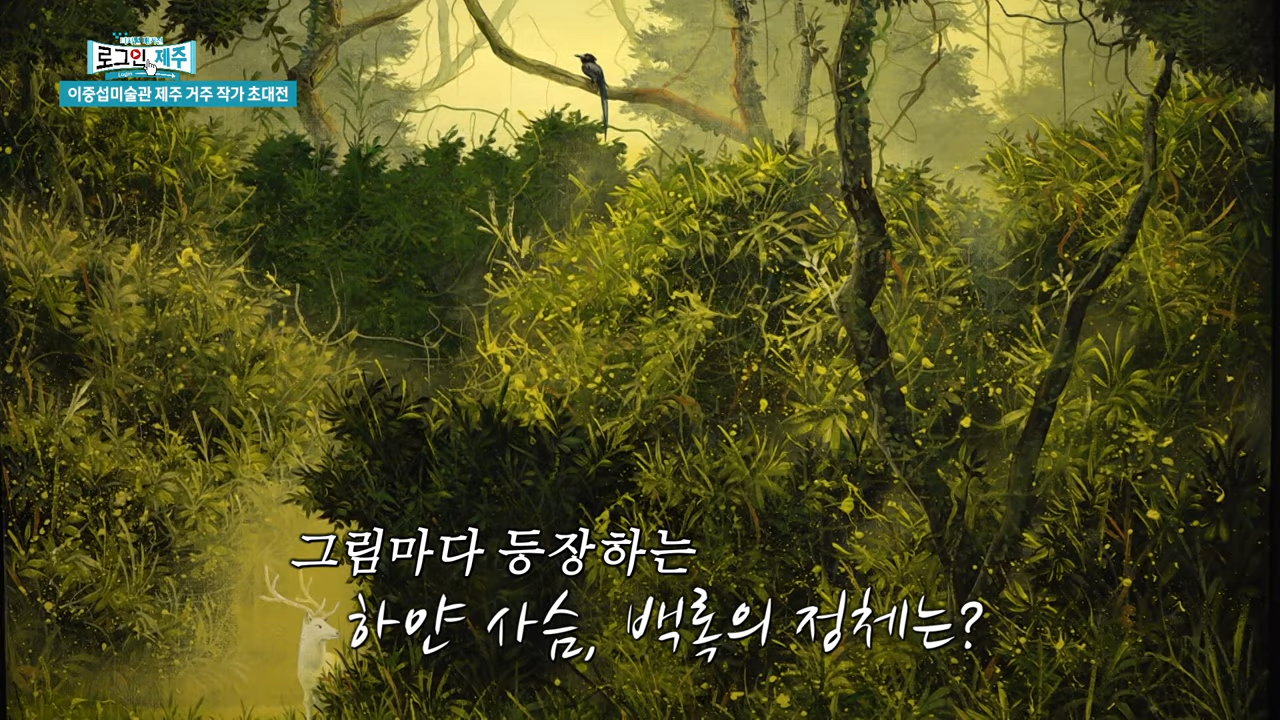 로그인 제주
이중섭미술관 제주 거주 작가 초대전
그림마다 등장하는
하얀 사슴, 백록의 정체는?